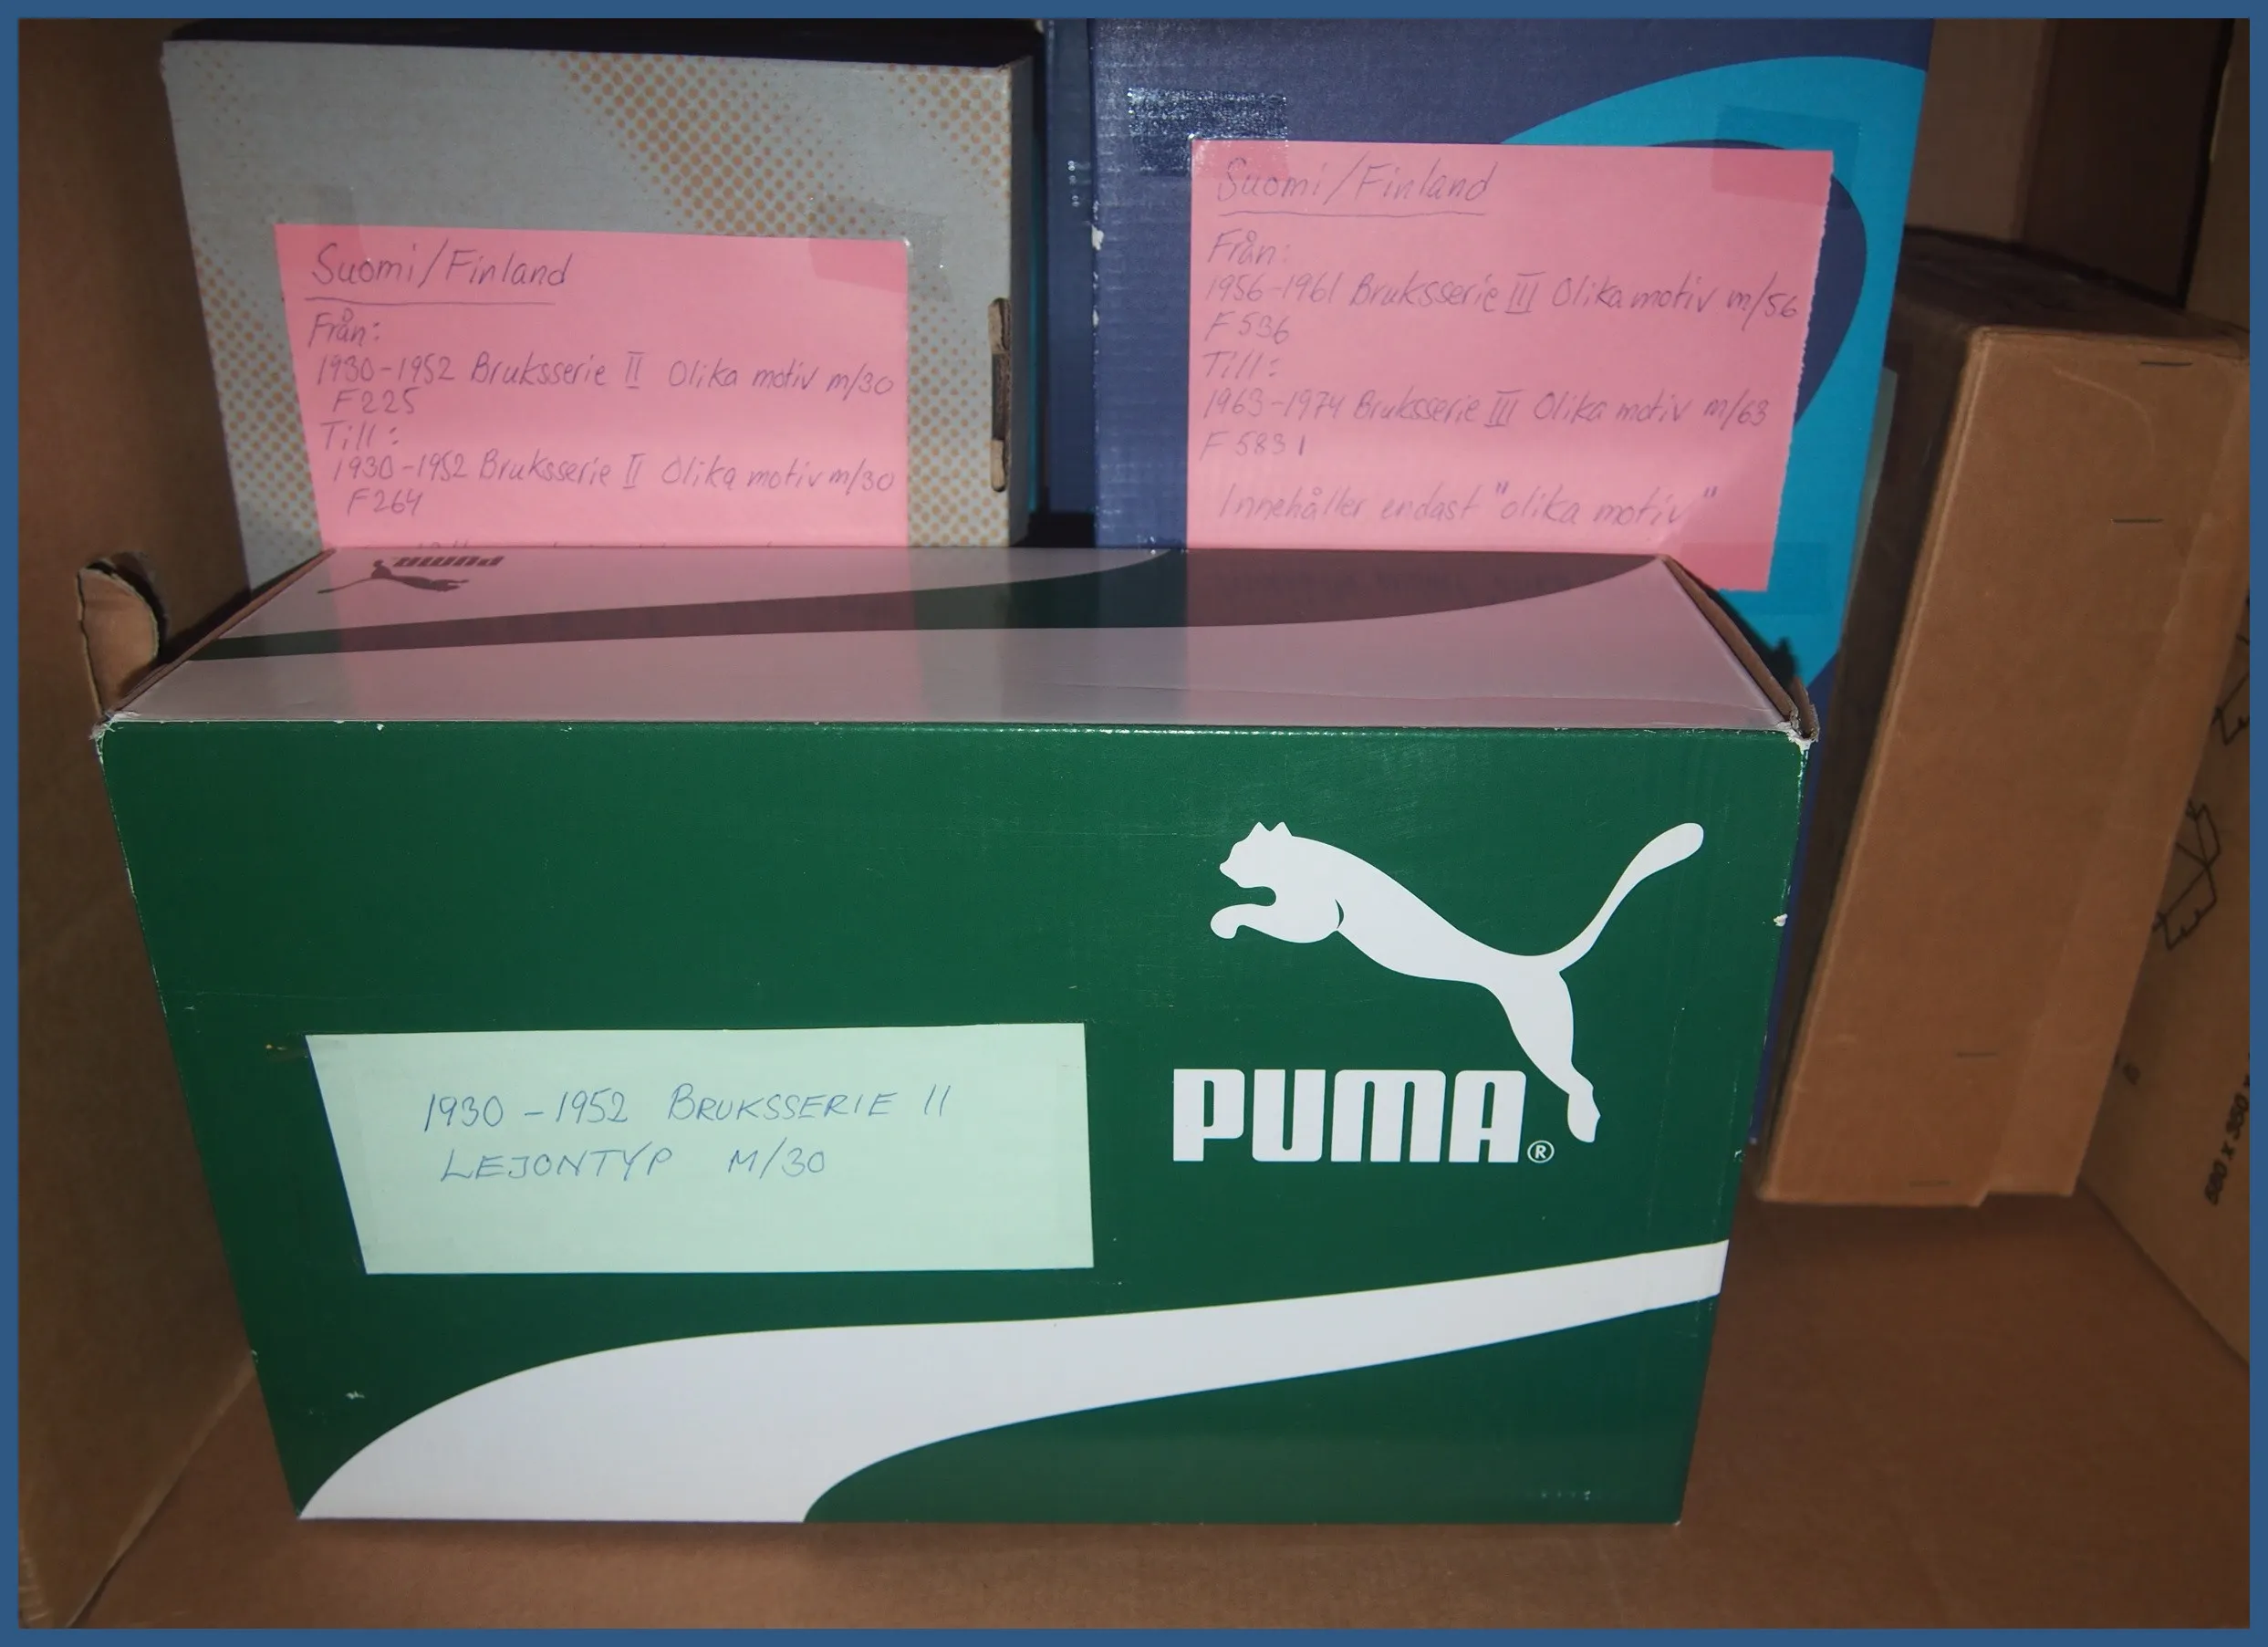 Suomi/Finland
Från:
1930-1952 Bruksserie II Olika motiv m/30
F225
Till:
1930-1952 Bruksserie II Olika motiv m/30
F264
Suomi/Finland
Från:
1956-1961 Bruksserie III Olika motiv m/56
F 536
Till:
1963-1974 Bruksserie III Olika motiv m/63
F 583 I
Innehåller endast "olika motiv"
PUMA
1930 - 1952 BRUKSSERIE II
LEJONTYP M/30
PUMA®